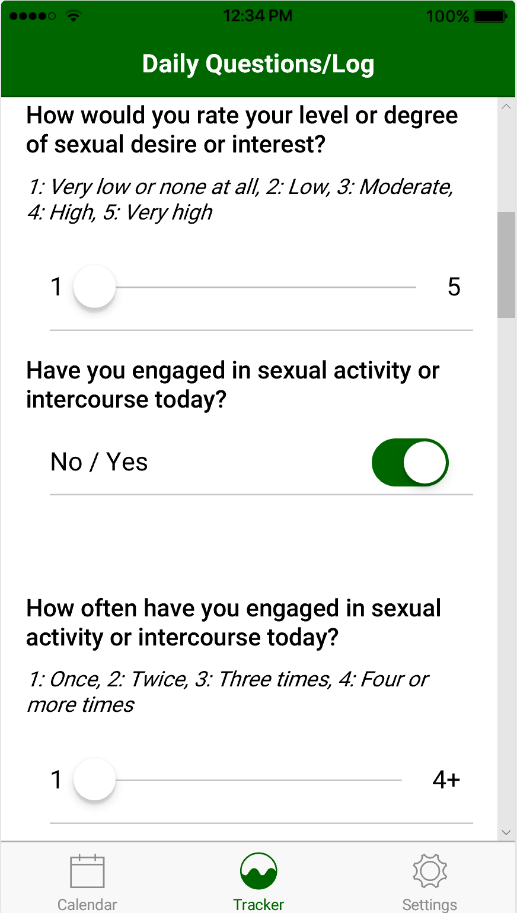 12:34 PM 100%
Daily Questions/Log
How would you rate your level or degree
of sexual desire or interest?
1: Very low or none at all, 2: Low, 3: Moderate,
4: High, 5: Very high
1 5
Have you engaged in sexual activity or
intercourse today?
No / Yes
How often have you engaged in sexual
activity or intercourse today?
1: Once, 2: Twice, 3: Three times, 4: Four or
more times
1 4+
Calendar Tracker Settings